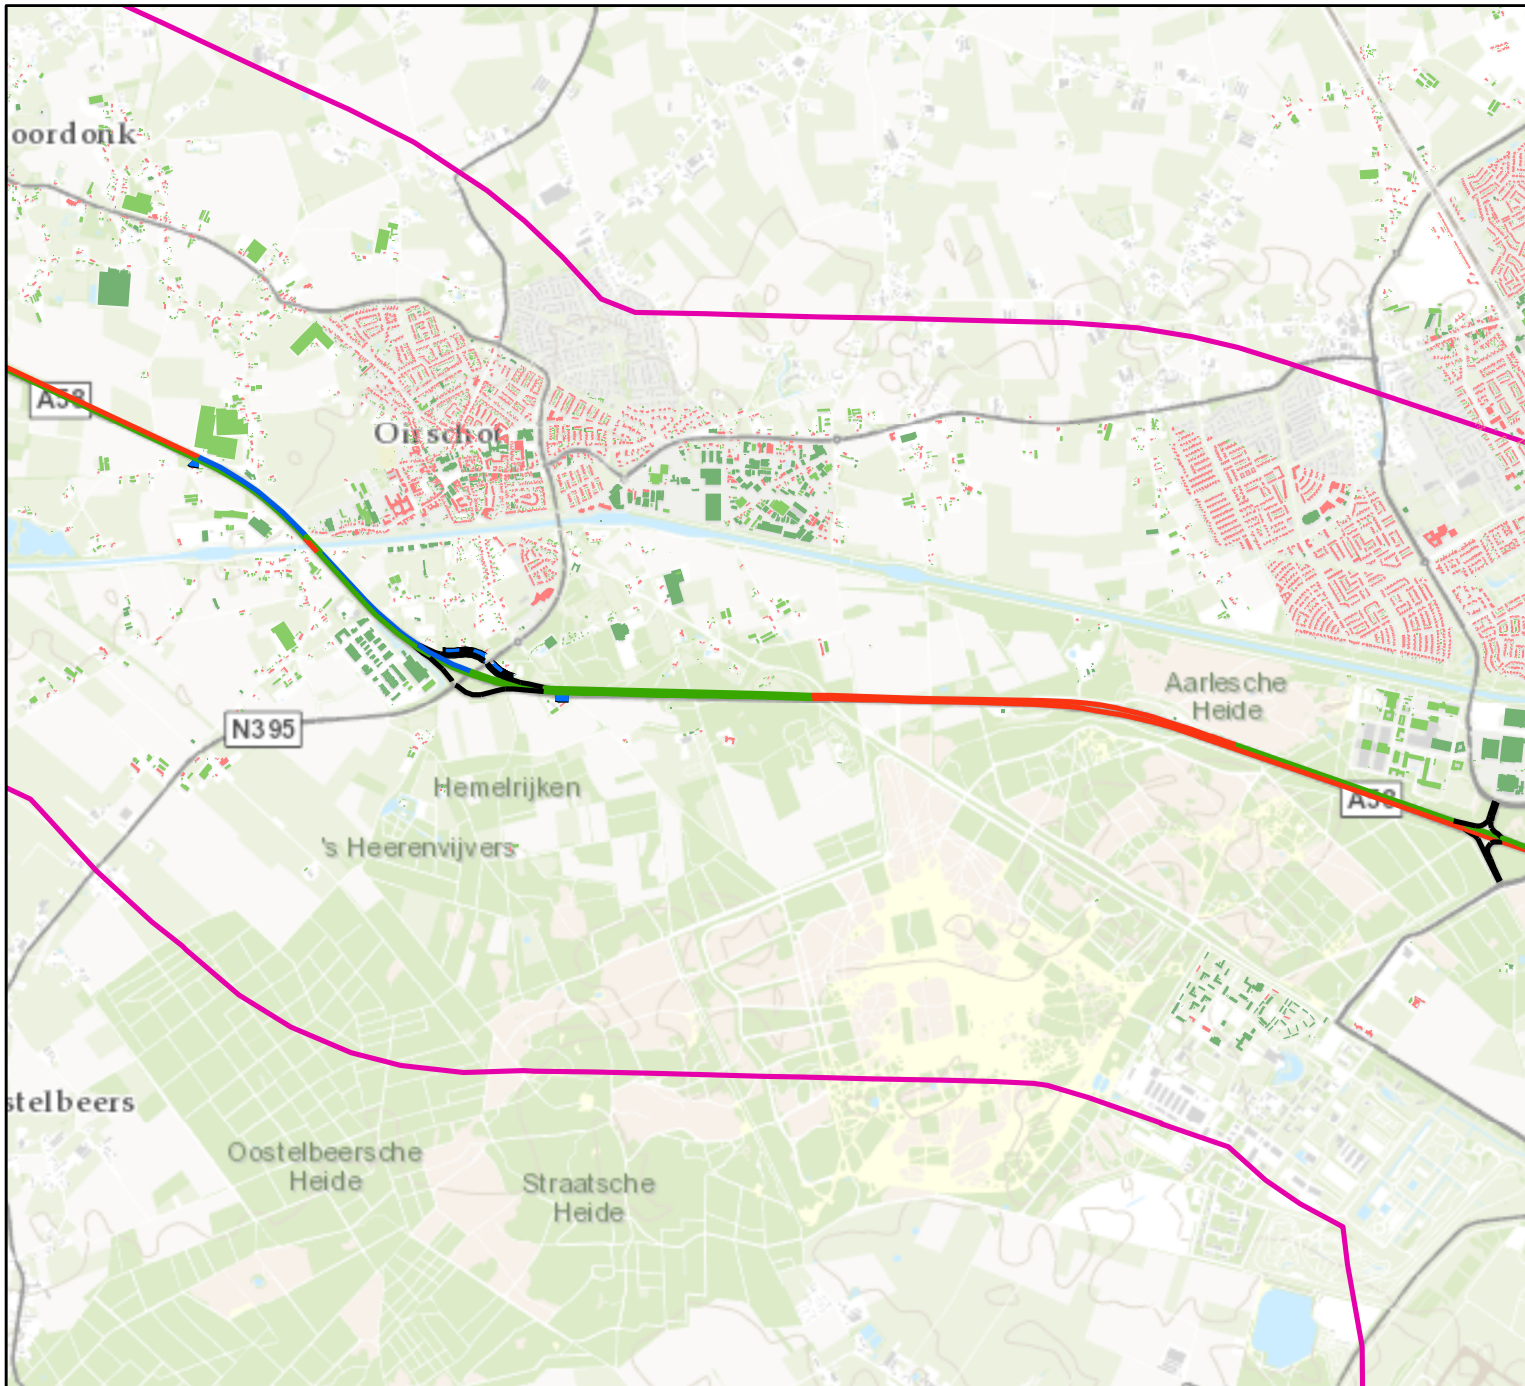 oordonk
A58
Oirschot
N395
Aarlesche
Heide
Hemelrijken
A58
's Heerenvijvers
stelbeers
Oostelbeersche
Heide
Straatsche
Heide